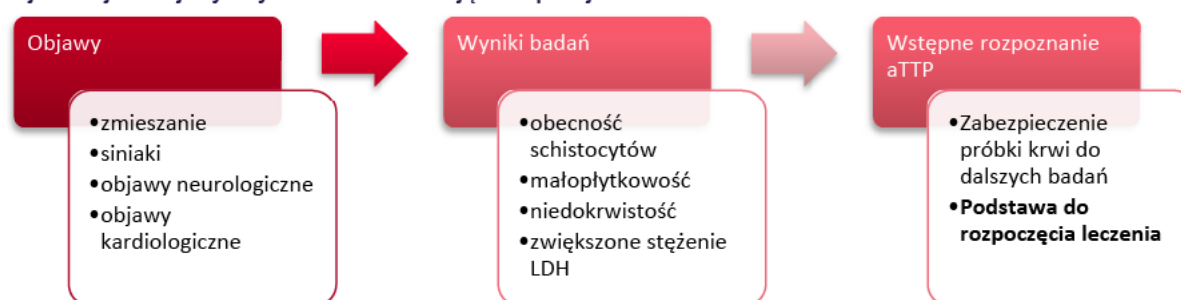 Objawy
•zmieszanie
•siniaki
•objawy neurologiczne
•objawy
kardiologiczne
Wyniki badań
•obecność
schistocytów
•małopłytkowość
•niedokrwistość
•zwiększone stężenie
LDH
Wstępne rozpoznanie
aTTP
•Zabezpieczenie
próbki krwi do
dalszych badań
•Podstawa do
rozpoczęcia leczenia